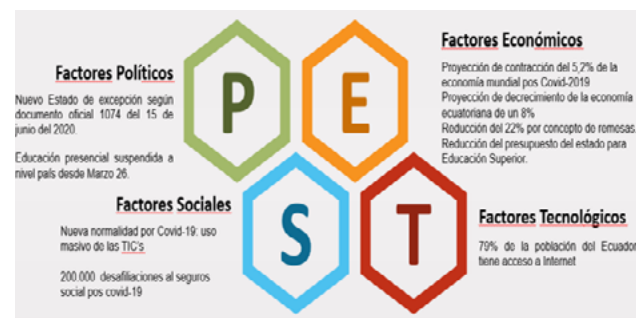 Factores Políticos
Nuevo Estado de excepción según
documento oficial 1074 del 15 de
junio del 2020.
Educación presencial suspendida a
nivel país desde Marzo 26.
P
E
Factores Económicos
Proyección de contracción del 5,2% de la
economía mundial pos Covid-2019
Proyección de decrecimiento de la economía
ecuatoriana de un 8%
Reducción del 22% por concepto de remesas.
Reducción del presupuesto del estado para
Educación Superior.
Factores Sociales
Nueva normalidad por Covid-19: uso
masivo de las TIC's
200.000 desafiliaciones al seguros
social pos covid-19
S
T
Factores Tecnológicos
79% de la población del Ecuador
tiene acceso a Internet